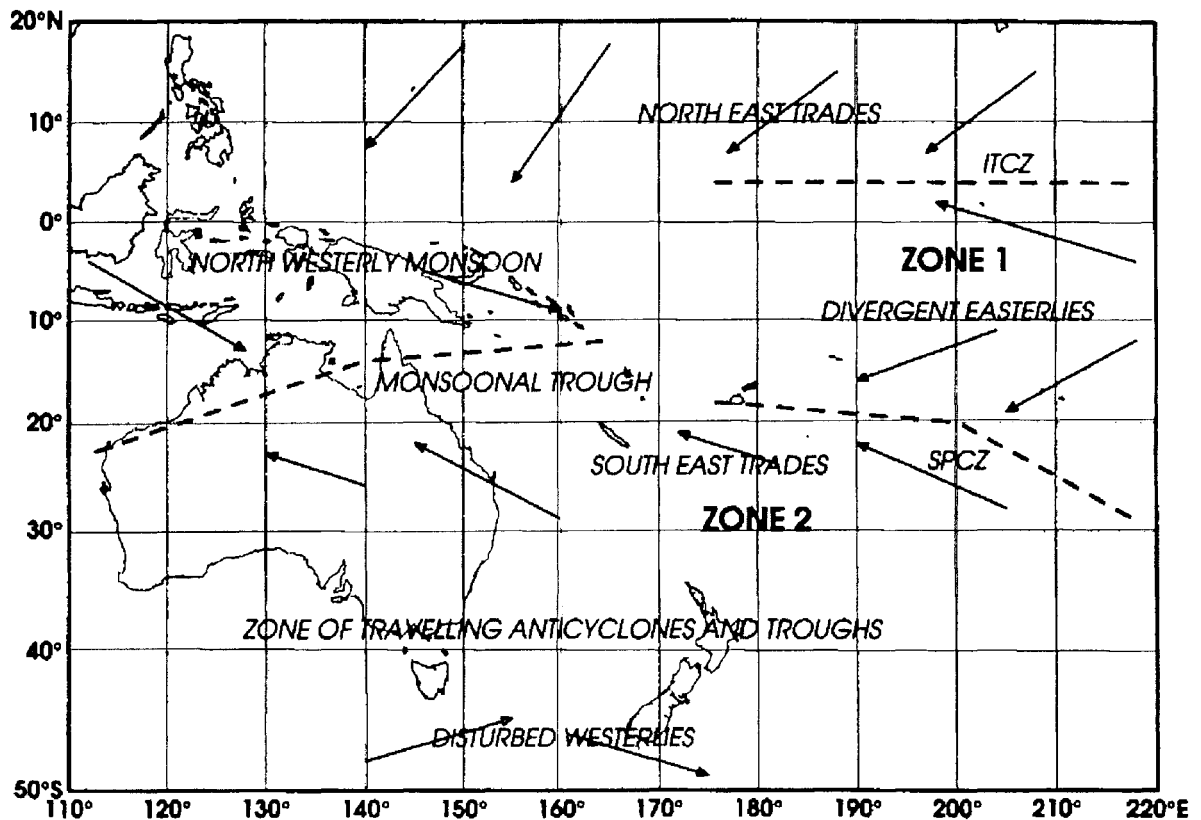 20°N
10°
NORTH EAST TRADES
ITCZ
0°
NORTH WESTERLY MONSOON
ZONE 1
10°
DIVERGENT EASTERLIES
MONSOONAL TROUGH
20°
SOUTH EAST TRADES
SPCZ
ZONE 2
30°
ZONE OF TRAVELLING ANTICYCLONES AND TROUGHS
40°
DISTURBED WESTERLIES
50°S
110° 120° 130° 140° 150° 160° 170° 180° 190° 200° 210° 220°E